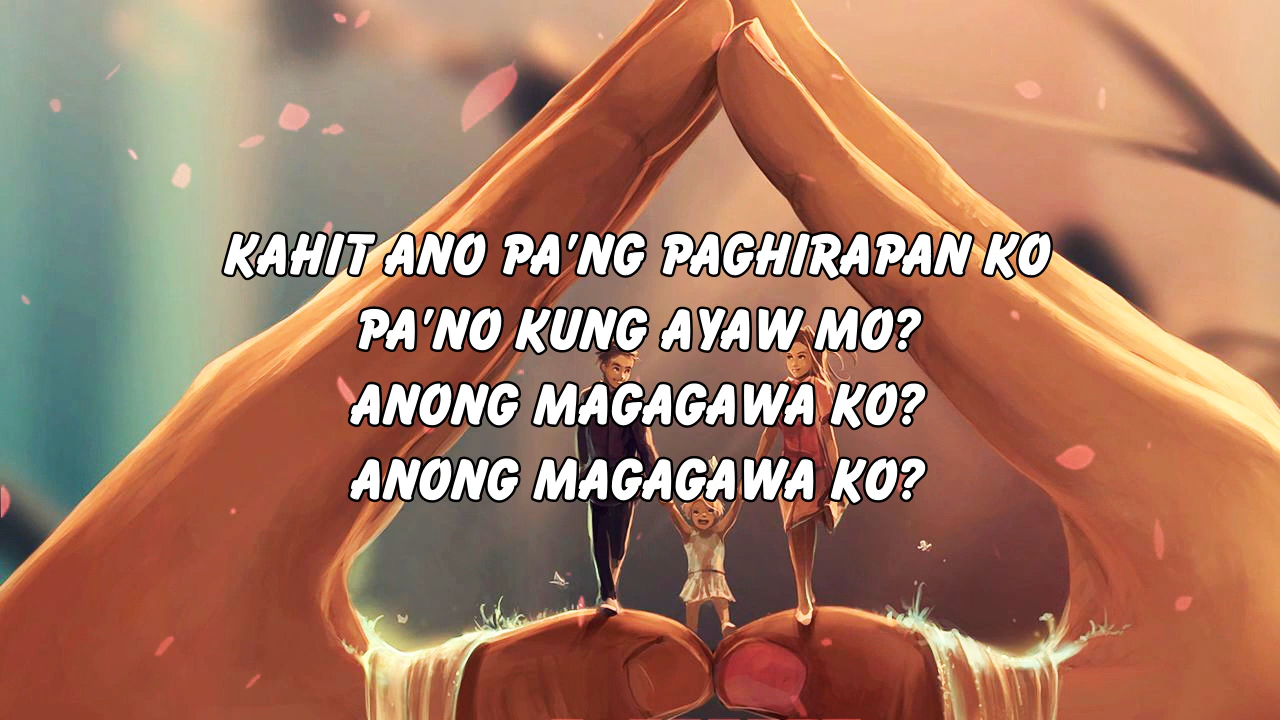 KAHIT ANO PA'NG PAGHIRAPAN KO
PA'NO KUNG AYAW MO?
ANONG MAGAGAWA KO?
ANONG MAGAGAWA KO?